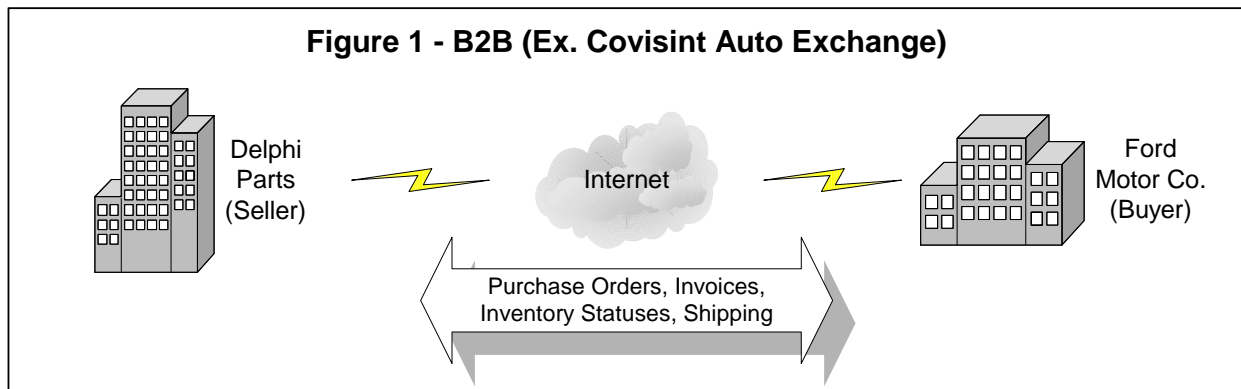 Figure 1 - B2B (Ex. Covisint Auto Exchange)
Delphi
Parts
(Seller)
Internet
Ford
Motor Co.
(Buyer)
Purchase Orders, Invoices,
Inventory Statuses, Shipping